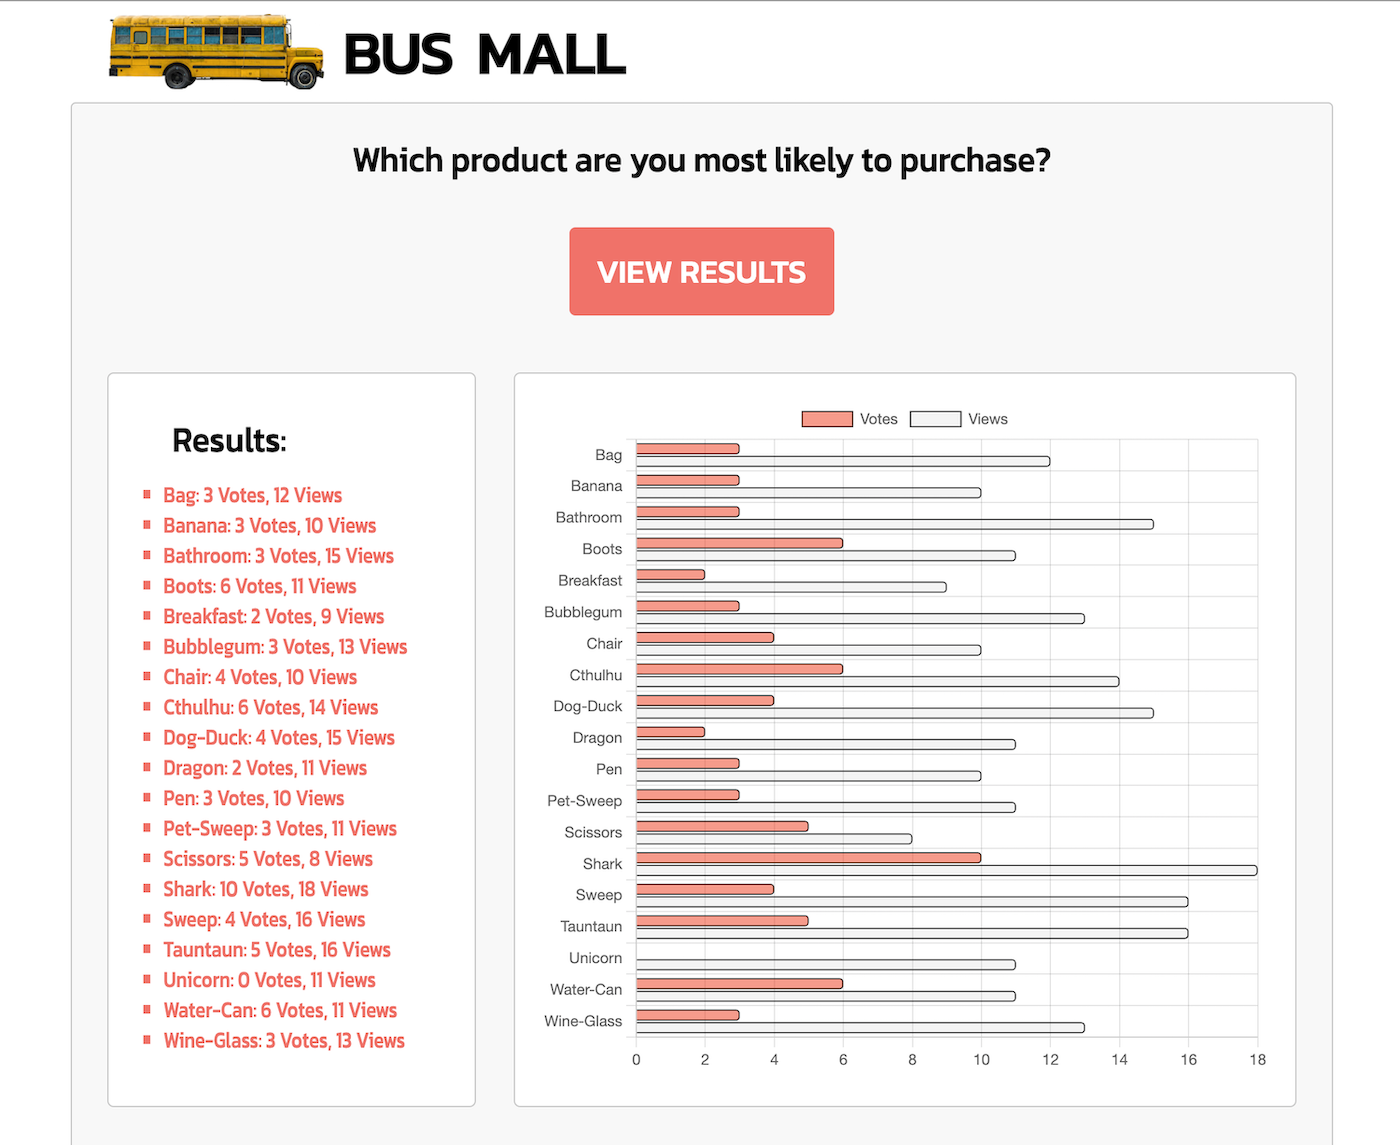 BUS MALL
Which product are you most likely to purchase?
VIEW RESULTS
Results:
Bag: 3 Votes, 12 Views
Banana: 3 Votes, 10 Views
Bathroom: 3 Votes, 15 Views
Boots: 6 Votes, 11 Views
Breakfast: 2 Votes, 9 Views
Bubblegum: 3 Votes, 13 Views
Chair: 4 Votes, 10 Views
Cthulhu: 6 Votes, 14 Views
Dog-Duck: 4 Votes, 15 Views
Dragon: 2 Votes, 11 Views
Pen: 3 Votes, 10 Views
Pet-Sweep: 3 Votes, 11 Views
Scissors: 5 Votes, 8 Views
Shark: 10 Votes, 18 Views
Sweep: 4 Votes, 16 Views
Tauntaun: 5 Votes, 16 Views
Unicorn: 0 Votes, 11 Views
Water-Can: 6 Votes, 11 Views
Wine-Glass: 3 Votes, 13 Views
Votes Views
Bag
Banana
Bathroom
Boots
Breakfast
Bubblegum
Chair
Cthulhu
Dog-Duck
Dragon
Pen
Pet-Sweep
Scissors
Shark
Sweep
Tauntaun
Unicorn
Water-Can
Wine-Glass
0 2 4 6 8 10 12 14 16 18